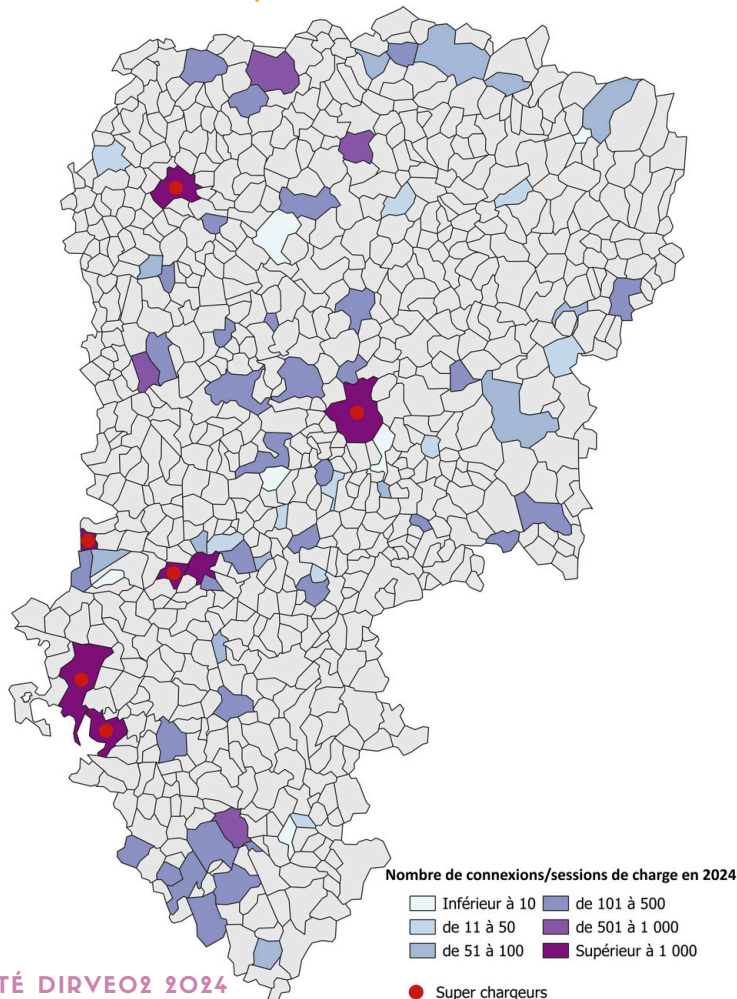 Nombre de connexions/sessions de charge en 2024
Inférieur à 10
de 11 à 50
de 51 à 100
de 101 à 500
de 501 à 1 000
Supérieur à 1 000
Super chargeurs
TÉ DIRVE02 2024